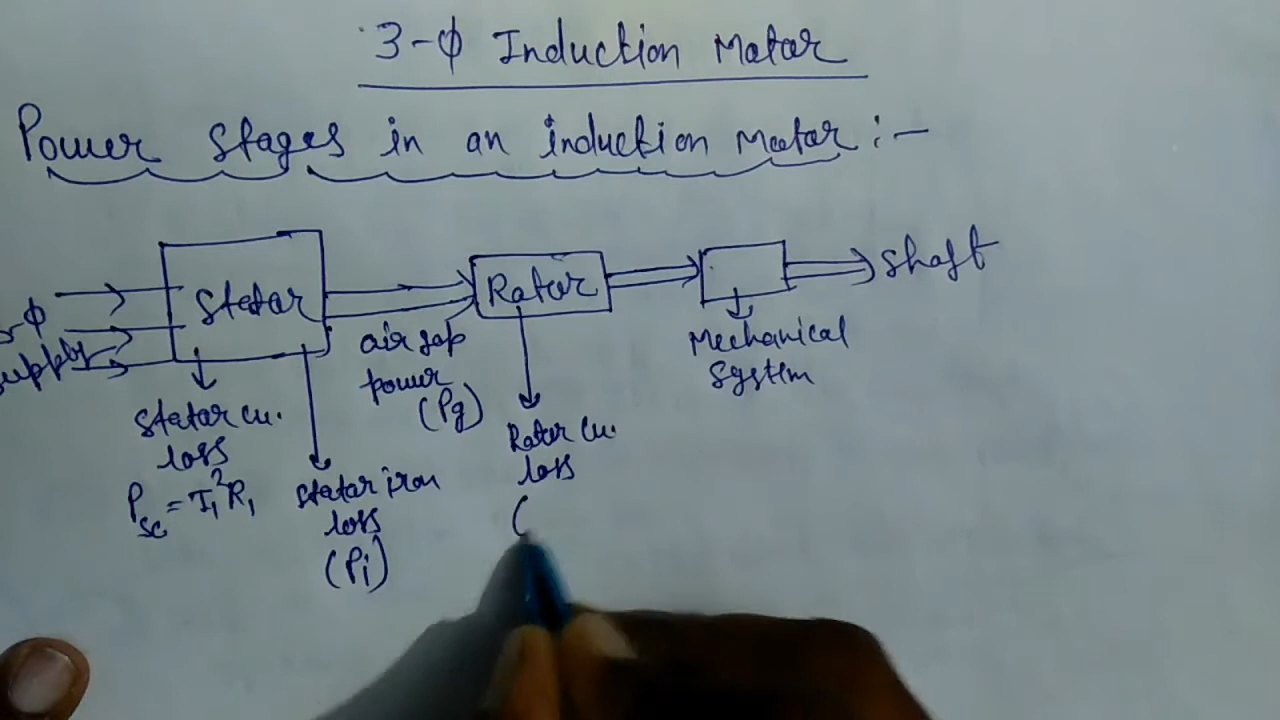 3-ϕ Induction Motor
Power stages in an induction Motor :-
3-ϕ
supply
Stator
air gap
power
(Pg)
Rotor
Shaft
Mechanical
System
Stator cu.
loss
Psc = I₁²R₁
Stator iron
loss
(Pi)
Rotor cu.
loss
(